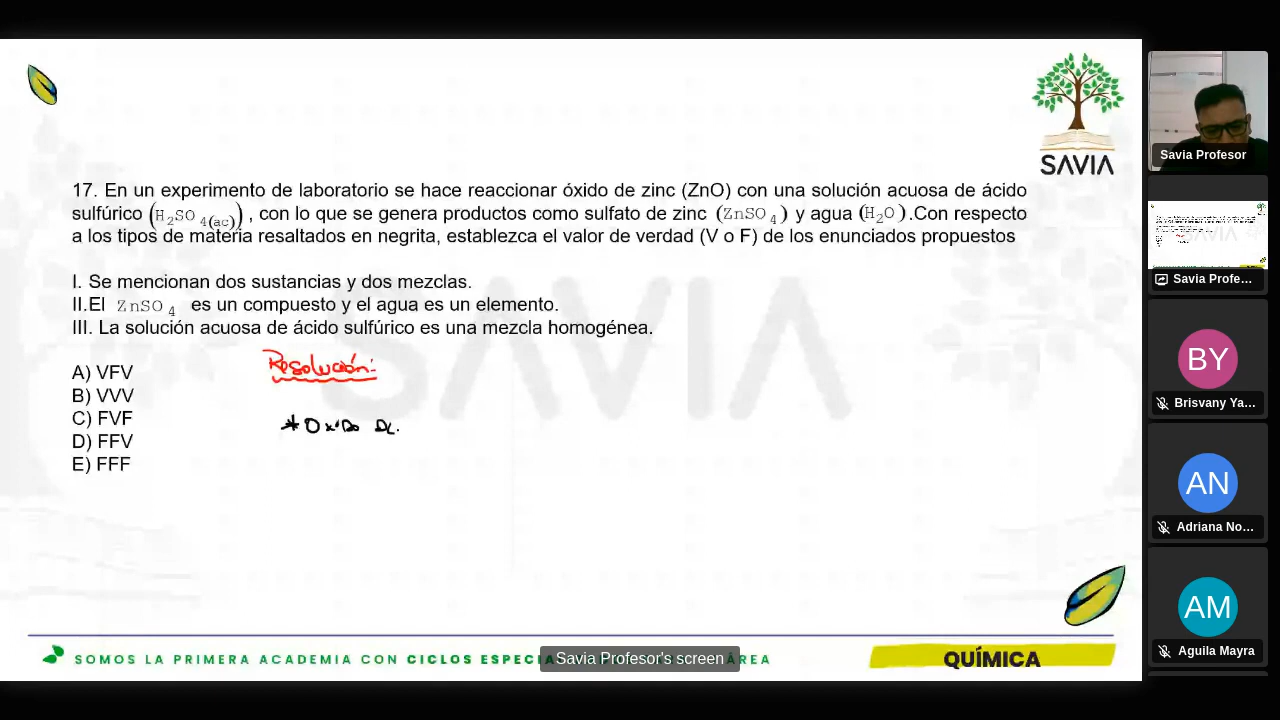 SAVIA
17. En un experimento de laboratorio se hace reaccionar óxido de zinc (ZnO) con una solución acuosa de ácido
sulfúrico (H₂SO₄(ac)) , con lo que se genera productos como sulfato de zinc (ZnSO₄) y agua (H₂O).Con respecto
a los tipos de materia resaltados en negrita, establezca el valor de verdad (V o F) de los enunciados propuestos
I. Se mencionan dos sustancias y dos mezclas.
II.El ZnSO₄ es un compuesto y el agua es un elemento.
III. La solución acuosa de ácido sulfúrico es una mezcla homogénea.
Resolución:
A) VFV
B) VVV
C) FVF
* Oxido de
D) FFV
E) FFF
SAVIA
SOMOS LA PRIMERA ACADEMIA CON CICLOS ESPECIA
ÁREA
Savia Profesor's screen
QUÍMICA
Savia Profesor
Savia Profe...
BY
Brisvany Ya...
AN
Adriana No...
AM
Aguila Mayra